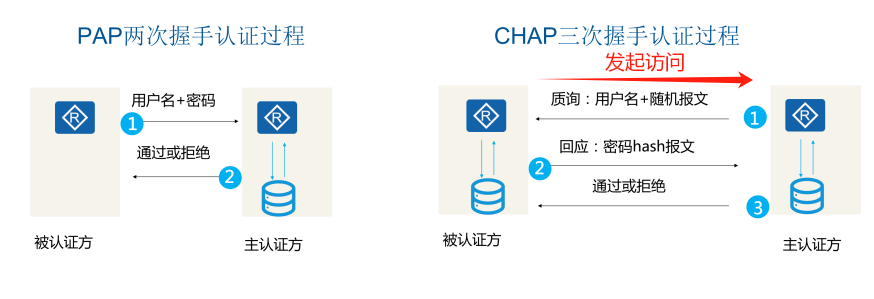 PAP两次握手认证过程
R
用户名+密码
1
R
通过或拒绝
2
被认证方
主认证方
CHAP三次握手认证过程
发起访问
R
质询：用户名+随机报文
1
R
2
回应：密码hash报文
通过或拒绝
3
被认证方
主认证方